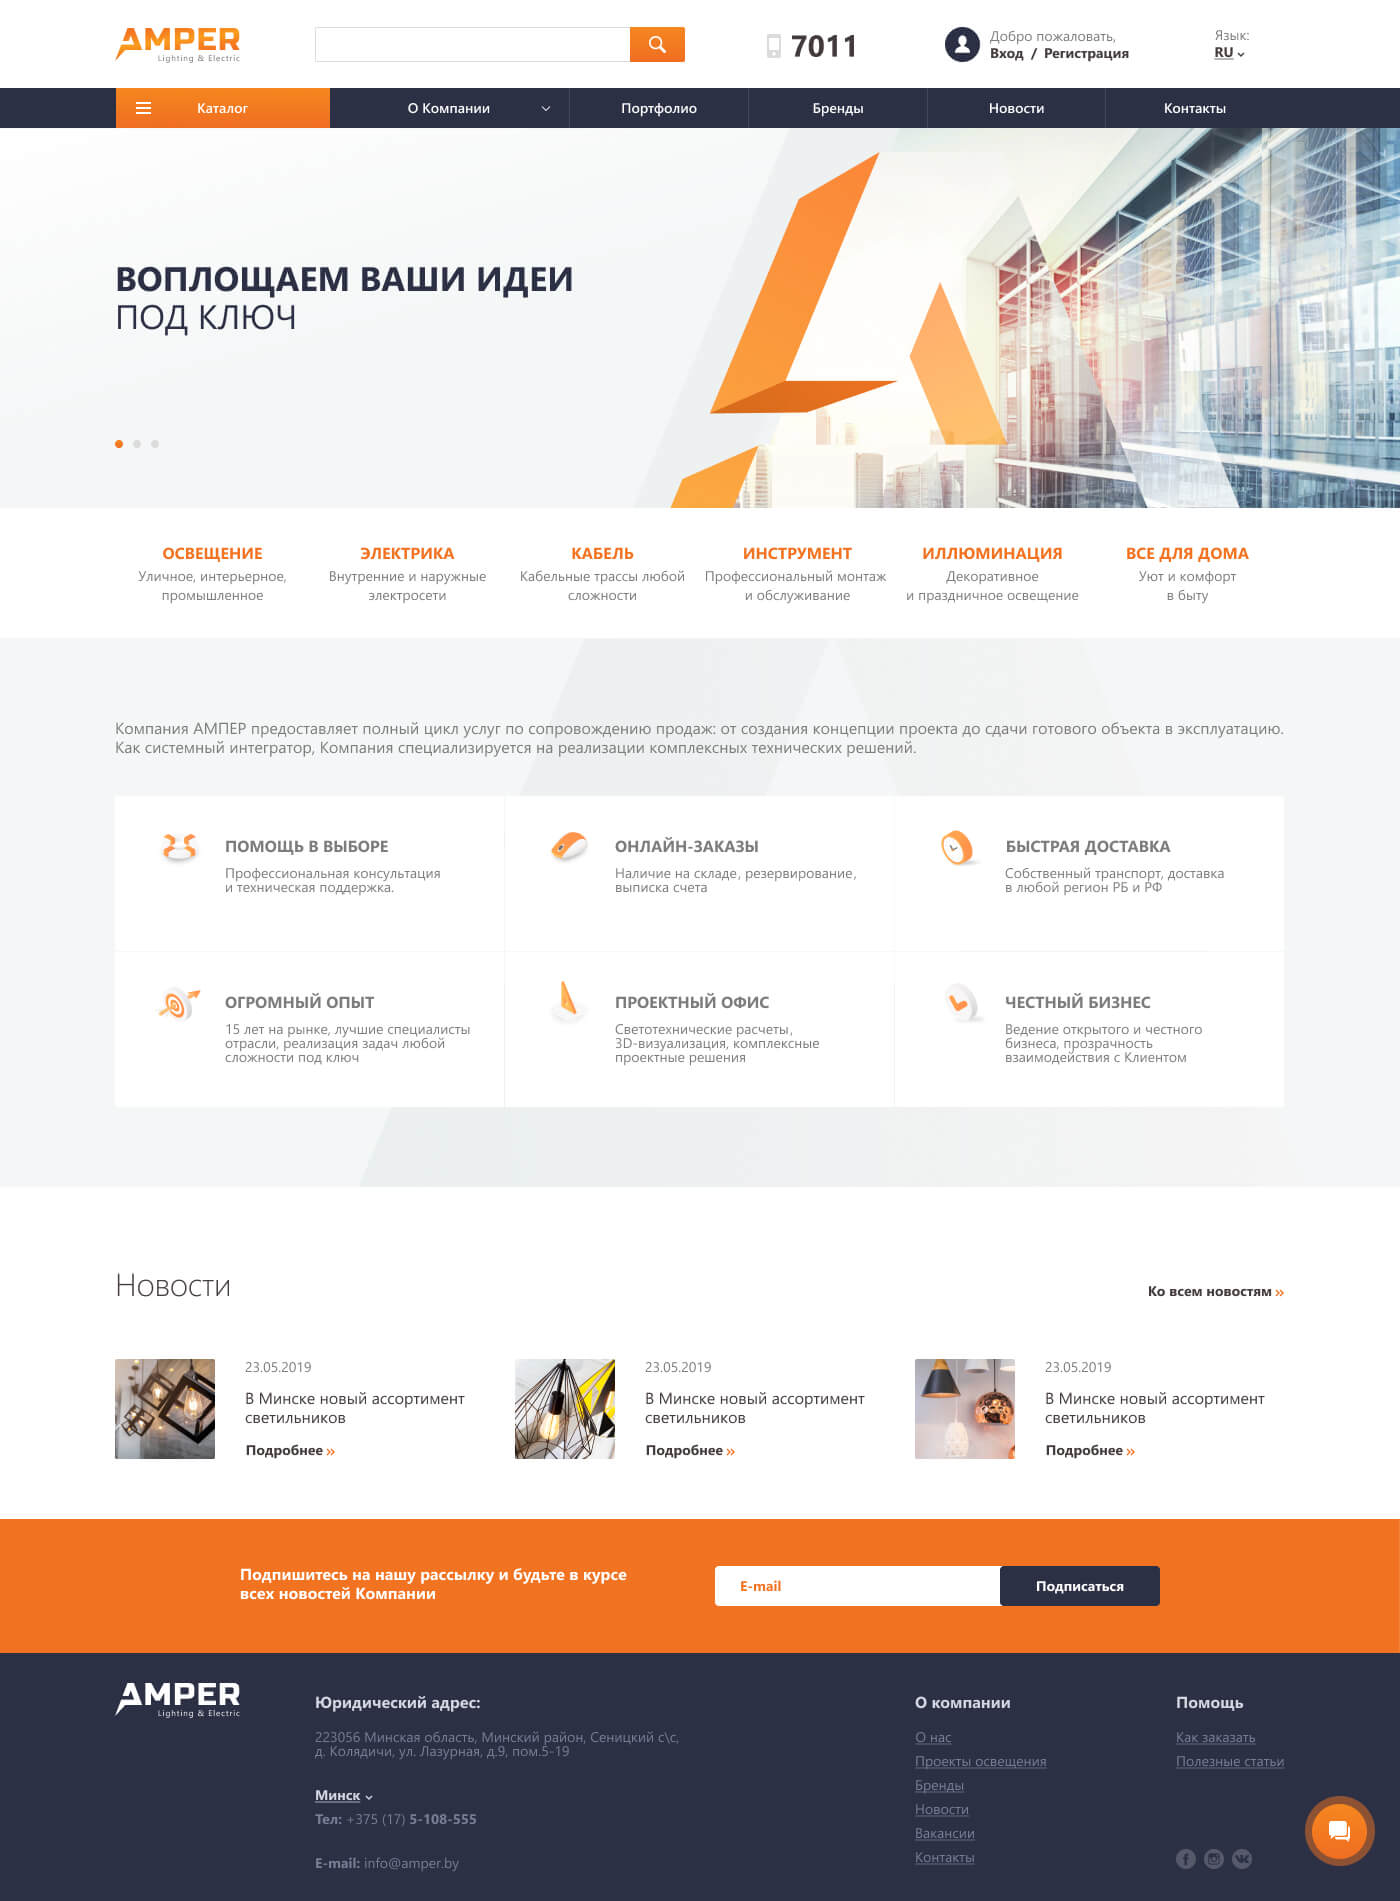 AMPER
Lighting & Electric
7011
Добро пожаловать,
Вход / Регистрация
Язык:
RU
Каталог
О Компании
Портфолио
Бренды
Новости
Контакты
ВОПЛОЩАЕМ ВАШИ ИДЕИ
ПОД КЛЮЧ
ОСВЕЩЕНИЕ
Уличное, интерьерное,
промышленное
ЭЛЕКТРИКА
Внутренние и наружные
электросети
КАБЕЛЬ
Кабельные трассы любой
сложности
ИНСТРУМЕНТ
Профессиональный монтаж
и обслуживание
ИЛЛЮМИНАЦИЯ
Декоративное
и праздничное освещение
ВСЕ ДЛЯ ДОМА
Уют и комфорт
в быту
Компания АМПЕР предоставляет полный цикл услуг по сопровождению продаж: от создания концепции проекта до сдачи готового объекта в эксплуатацию.
Как системный интегратор, Компания специализируется на реализации комплексных технических решений.
ПОМОЩЬ В ВЫБОРЕ
Профессиональная консультация
и техническая поддержка.
ОНЛАЙН-ЗАКАЗЫ
Наличие на складе, резервирование,
выписка счета
БЫСТРАЯ ДОСТАВКА
Собственный транспорт, доставка
в любой регион РБ и РФ
ОГРОМНЫЙ ОПЫТ
15 лет на рынке, лучшие специалисты
отрасли, реализация задач любой
сложности под ключ
ПРОЕКТНЫЙ ОФИС
Светотехнические расчеты,
3D-визуализация, комплексные
проектные решения
ЧЕСТНЫЙ БИЗНЕС
Ведение открытого и честного
бизнеса, прозрачность
взаимодействия с Клиентом
Новости
Ко всем новостям »
23.05.2019
В Минске новый ассортимент
светильников
Подробнее »
23.05.2019
В Минске новый ассортимент
светильников
Подробнее »
23.05.2019
В Минске новый ассортимент
светильников
Подробнее »
Подпишитесь на нашу рассылку и будьте в курсе
всех новостей Компании
E-mail
Подписаться
AMPER
Lighting & Electric
Юридический адрес:
223056 Минская область, Минский район, Сеницкий с\с,
д. Колядичи, ул. Лазурная, д.9, пом.5-19
Минск
Тел: +375 (17) 5-108-555
E-mail: info@amper.by
О компании
О нас
Проекты освещения
Бренды
Новости
Вакансии
Контакты
Помощь
Как заказать
Полезные статьи